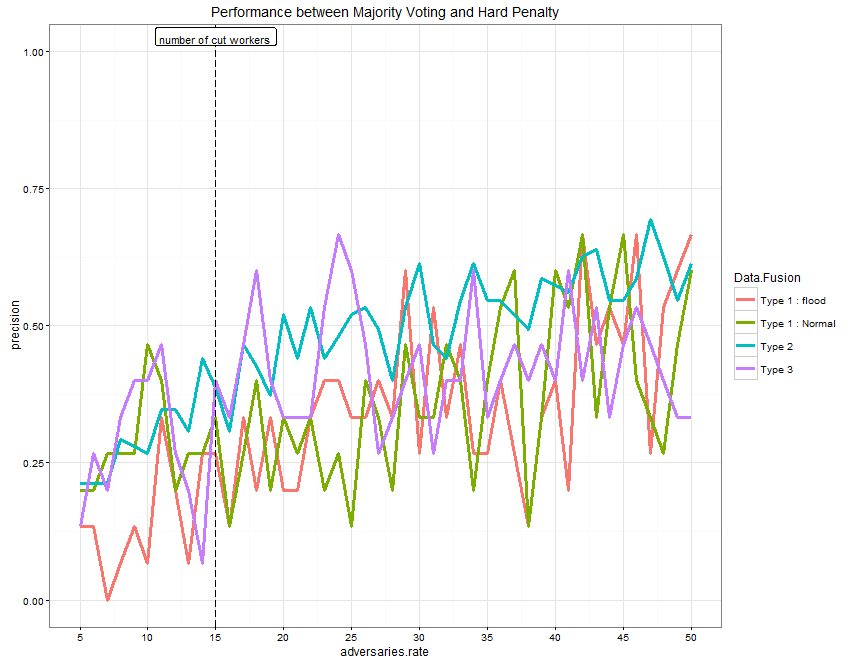 Performance between Majority Voting and Hard Penalty
number of cut workers
1.00
0.75
0.50
0.25
0.00
precision
5 10 15 20 25 30 35 40 45 50
adversaries.rate
Data.Fusion
Type 1 : flood
Type 1 : Normal
Type 2
Type 3